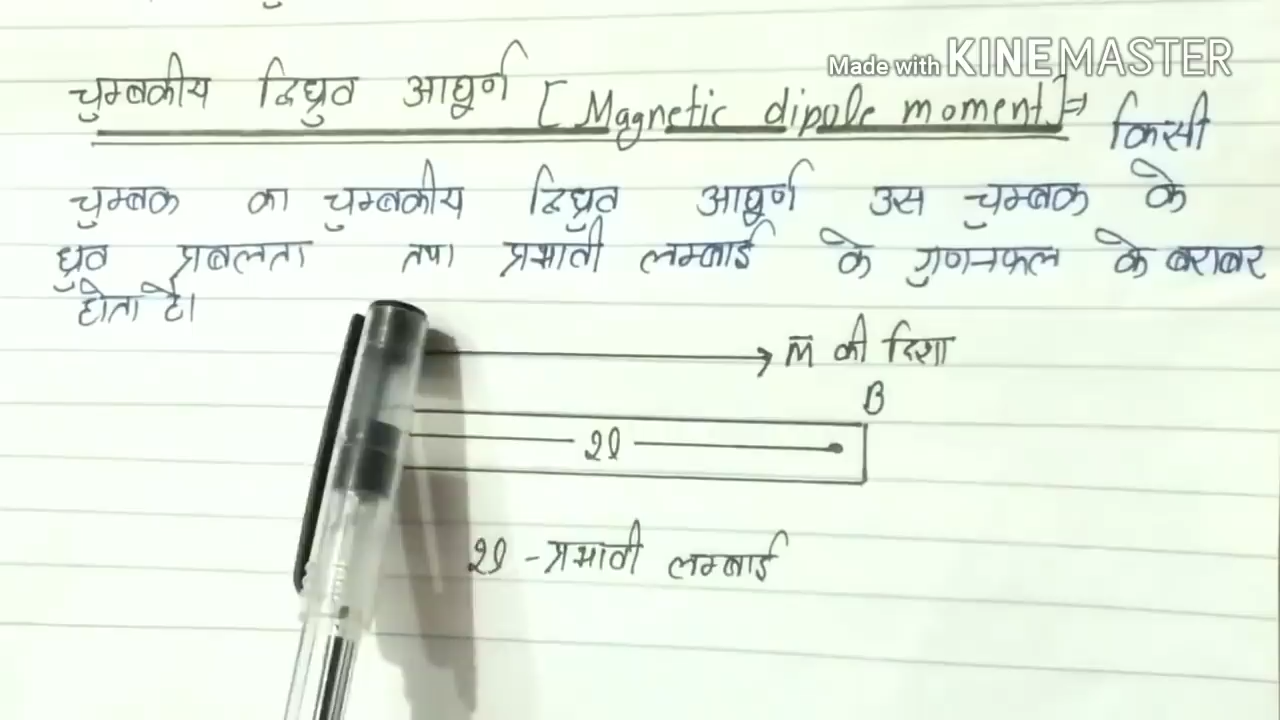 Made with KINEMASTER
चुम्बकीय द्विध्रुव आघूर्ण [Magnetic dipole moment]⇒ किसी
चुम्बक का चुम्बकीय द्विध्रुव आघूर्ण उस चुम्बक के
ध्रुव प्रबलता तथा प्रभावी लम्बाई के गुणनफल के बराबर
होता है।
→ M̅ की दिशा
B
2l
2l - प्रभावी लम्बाई